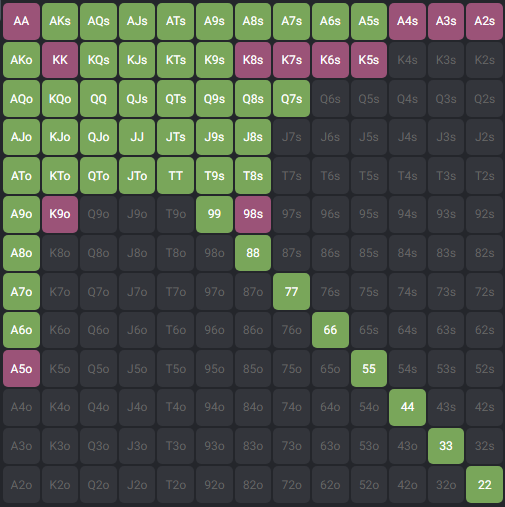 AA AKs AQs AJs ATs A9s A8s A7s A6s A5s A4s A3s A2s
AKo KK KQs KJs KTs K9s K8s K7s K6s K5s K4s K3s K2s
AQo KQo QQ QJs QTs Q9s Q8s Q7s Q6s Q5s Q4s Q3s Q2s
AJo KJo QJo JJ JTs J9s J8s J7s J6s J5s J4s J3s J2s
ATo KTo QTo JTo TT T9s T8s T7s T6s T5s T4s T3s T2s
A9o K9o Q9o J9o T9o 99 98s 97s 96s 95s 94s 93s 92s
A8o K8o Q8o J8o T8o 98o 88 87s 86s 85s 84s 83s 82s
A7o K7o Q7o J7o T7o 97o 87o 77 76s 75s 74s 73s 72s
A6o K6o Q6o J6o T6o 96o 86o 76o 66 65s 64s 63s 62s
A5o K5o Q5o J5o T5o 95o 85o 75o 65o 55 54s 53s 52s
A4o K4o Q4o J4o T4o 94o 84o 74o 64o 54o 44 43s 42s
A3o K3o Q3o J3o T3o 93o 83o 73o 63o 53o 43o 33 32s
A2o K2o Q2o J2o T2o 92o 82o 72o 62o 52o 42o 32o 22